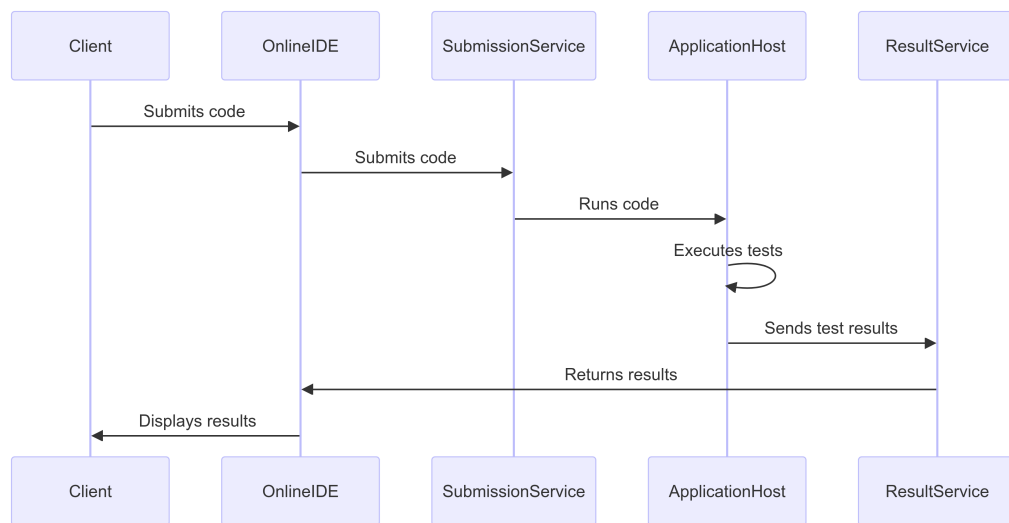 Client OnlineIDE SubmissionService ApplicationHost ResultService
Submits code
Submits code
Runs code
Executes tests
Sends test results
Returns results
Displays results
Client OnlineIDE SubmissionService ApplicationHost ResultService